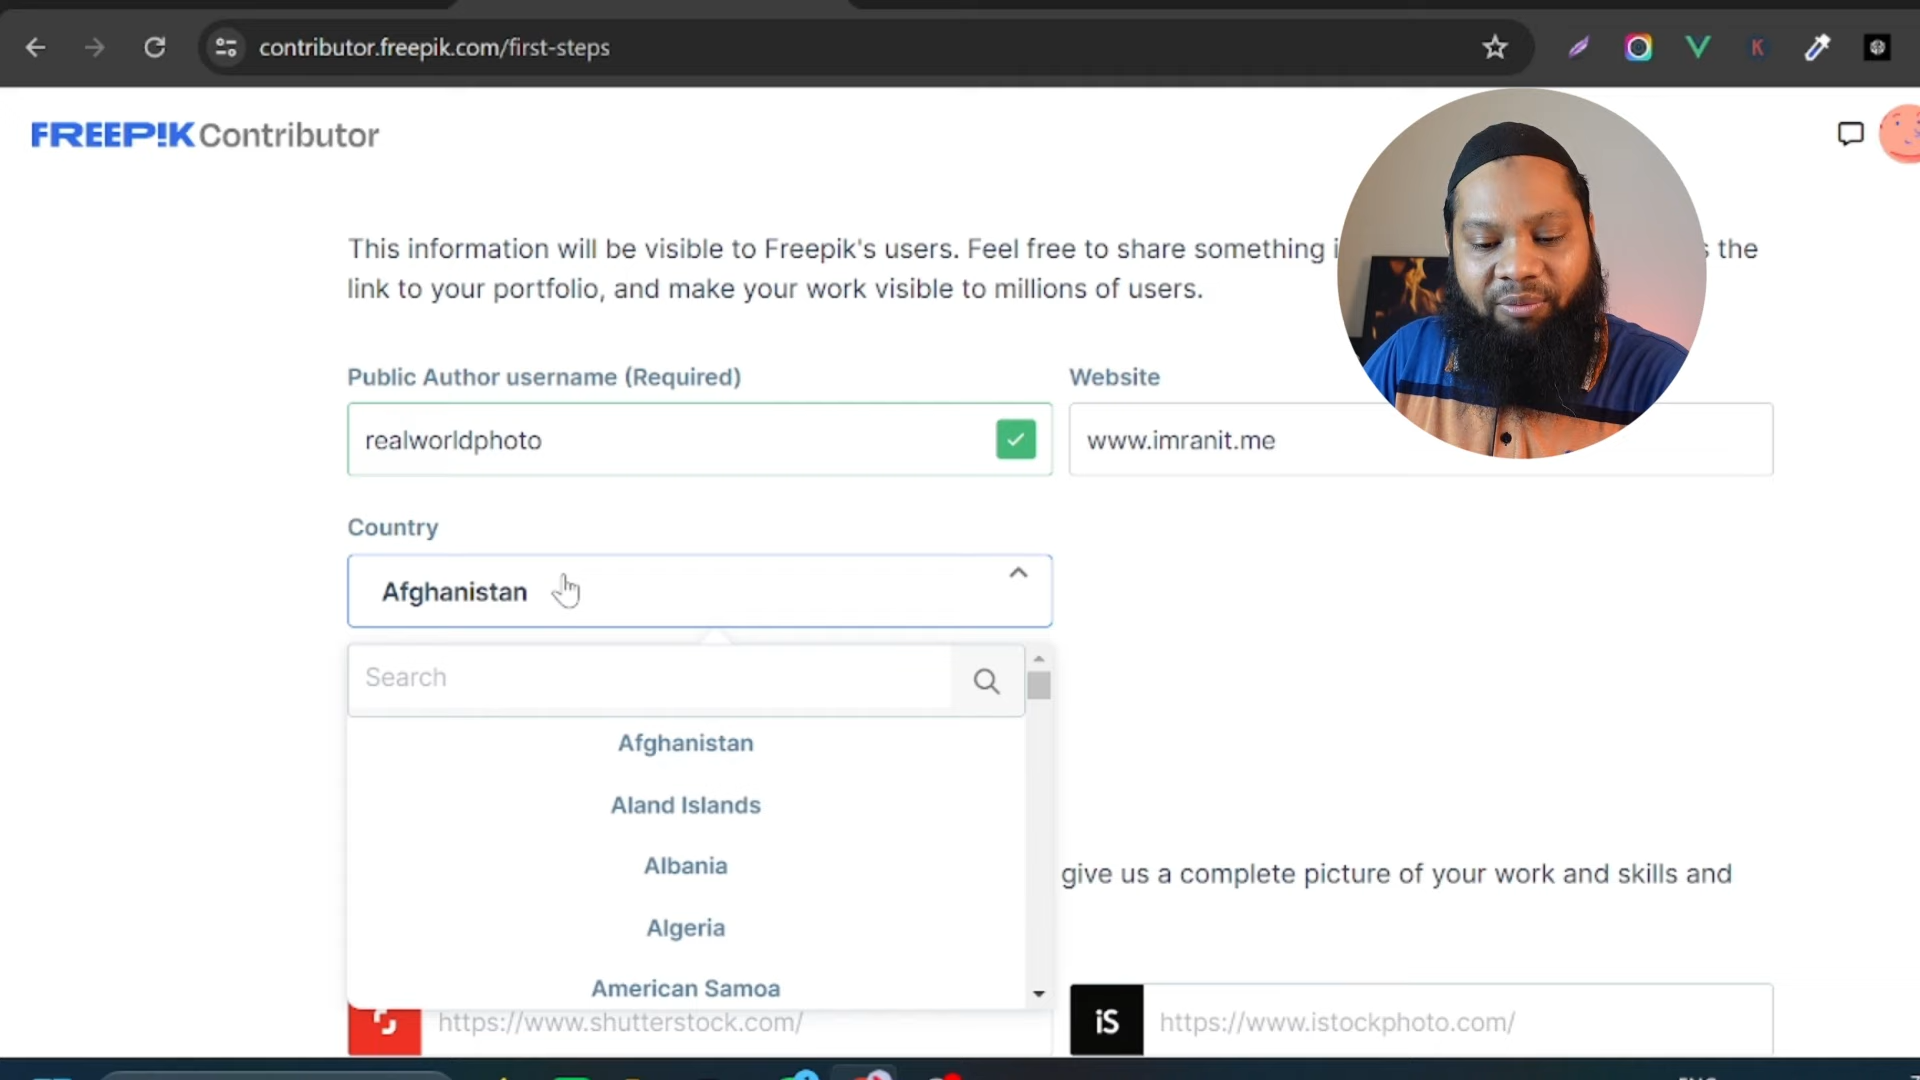 contributor.freepik.com/first-steps
FREEP!K Contributor
This information will be visible to Freepik's users. Feel free to share something i the
link to your portfolio, and make your work visible to millions of users.
Public Author username (Required)
Website
realworldphoto
www.imranit.me
Country
Afghanistan
Search
Afghanistan
Aland Islands
Albania
Algeria
American Samoa
give us a complete picture of your work and skills and
https://www.shutterstock.com/
iS
https://www.istockphoto.com/